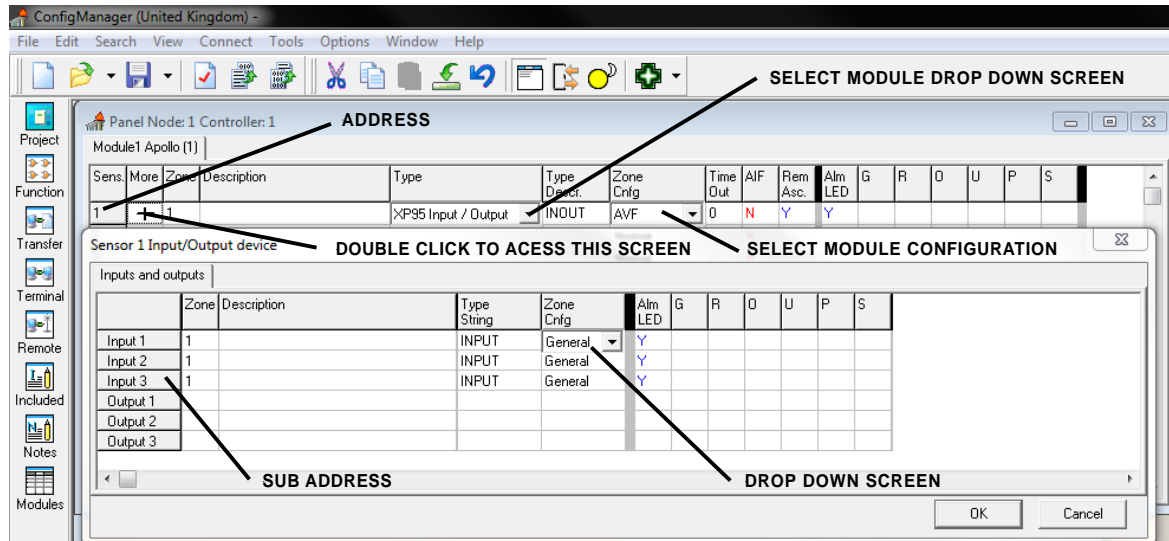 ConfigManager (United Kingdom) -
File Edit Search View Connect Tools Options Window Help
SELECT MODULE DROP DOWN SCREEN
Project
Function
Transfer
Terminal
Remote
Included
Notes
Modules
Panel Node: 1 Controller: 1
ADDRESS
Module1 Apollo (1)
Sens. More Zone Description Type Type Descr. Zone Cnfg Time Out AIF Rem Asc. Alm LED G R O U P S
1 + 1 XP95 Input / Output INOUT AVF 0 N Y Y
Sensor 1 Input/Output device
DOUBLE CLICK TO ACESS THIS SCREEN
SELECT MODULE CONFIGURATION
Inputs and outputs
Zone Description Type String Zone Cnfg Alm LED G R O U P S
Input 1 1 INPUT General Y
Input 2 1 INPUT General Y
Input 3 1 INPUT General Y
Output 1
Output 2
Output 3
SUB ADDRESS
DROP DOWN SCREEN
OK Cancel